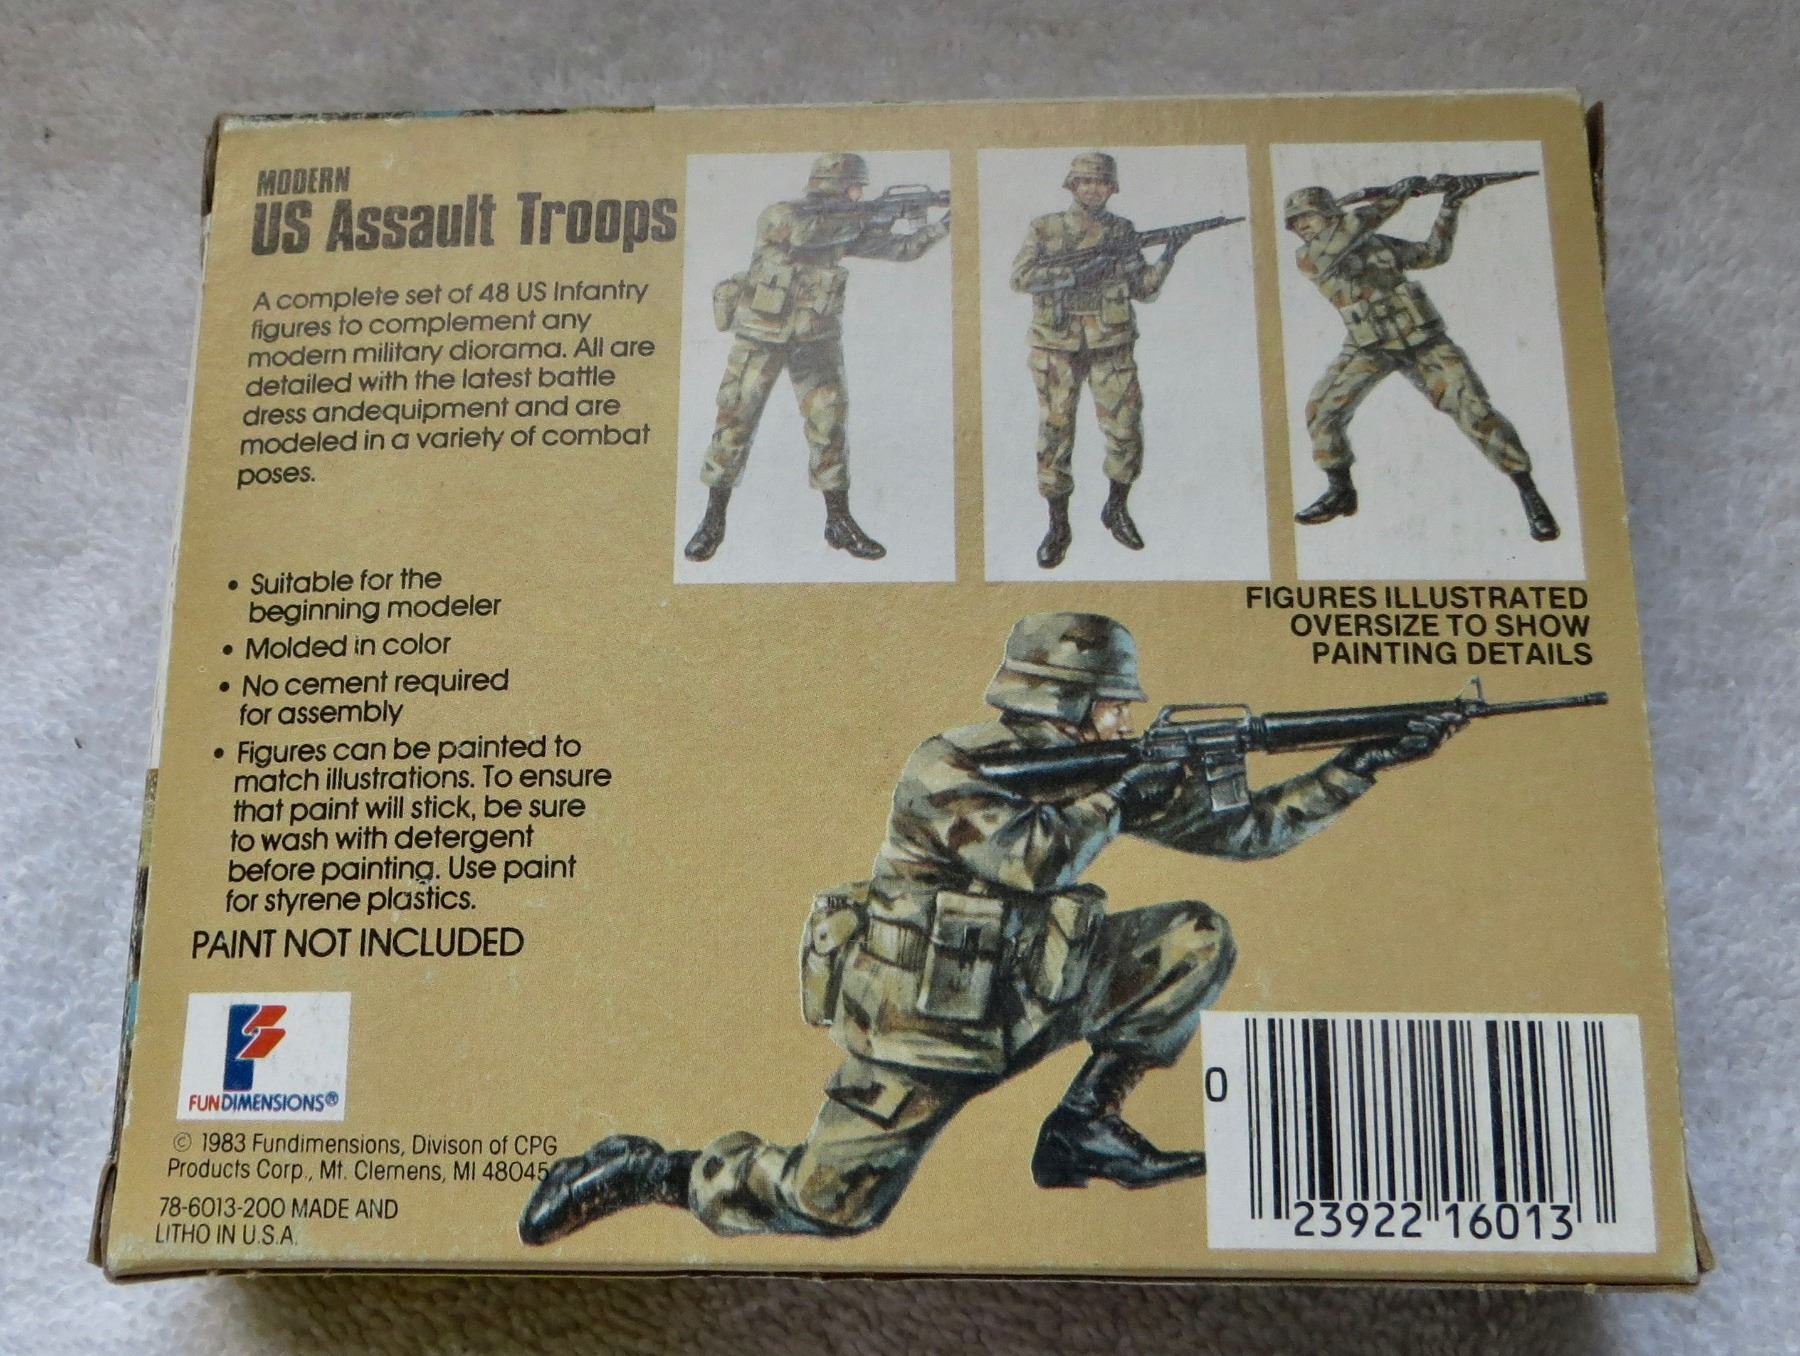 MODERN
US Assault Troops
A complete set of 48 US Infantry
figures to complement any
modern military diorama. All are
detailed with the latest battle
dress andequipment and are
modeled in a variety of combat
poses.
• Suitable for the
beginning modeler
• Molded in color
• No cement required
for assembly
• Figures can be painted to
match illustrations. To ensure
that paint will stick, be sure
to wash with detergent
before painting. Use paint
for styrene plastics.
PAINT NOT INCLUDED
FUNDIMENSIONS®
© 1983 Fundimensions, Divison of CPG
Products Corp., Mt. Clemens, MI 48045
78-6013-200 MADE AND
LITHO IN U.S.A.
FIGURES ILLUSTRATED
OVERSIZE TO SHOW
PAINTING DETAILS
0 23922 16013